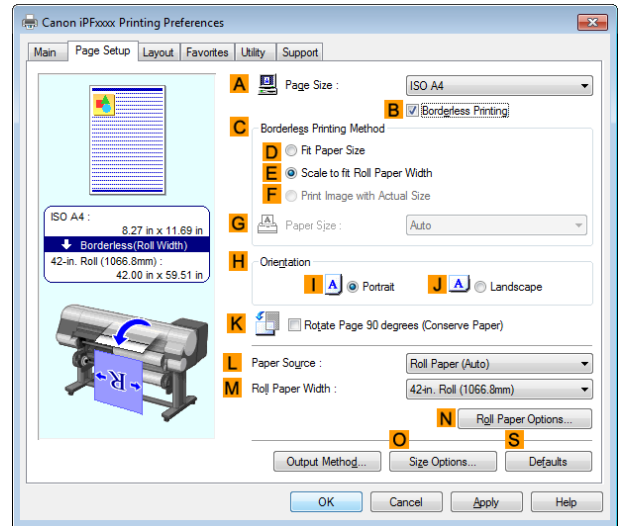 Canon iPFxxxx Printing Preferences
Main Page Setup Layout Favorites Utility Support
A Page Size : ISO A4
B Borderless Printing
C Borderless Printing Method
D Fit Paper Size
E Scale to fit Roll Paper Width
F Print Image with Actual Size
G Paper Size : Auto
ISO A4 :
8.27 in x 11.69 in
Borderless(Roll Width)
42-in. Roll (1066.8mm) :
42.00 in x 59.51 in
H Orientation
I A Portrait J A Landscape
K Rotate Page 90 degrees (Conserve Paper)
R
L Paper Source : Roll Paper (Auto)
M Roll Paper Width : 42-in. Roll (1066.8mm)
N Roll Paper Options...
O S
Output Method... Size Options... Defaults
OK Cancel Apply Help